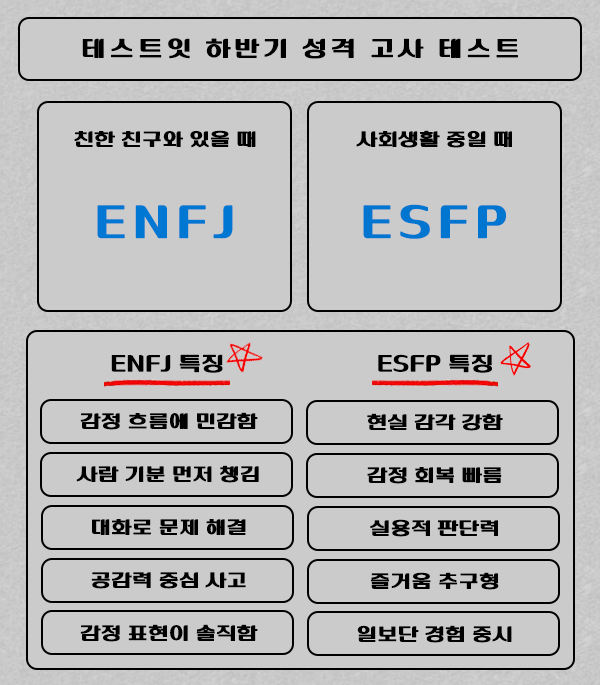 테스트잇 하반기 성격 고사 테스트
친한 친구와 있을 때
ENFJ
사회생활 중일 때
ESFP
ENFJ 특징
감정 흐름에 민감함
사람 기분 먼저 챙김
대화로 문제 해결
공감력 중심 사고
감정 표현이 솔직함
ESFP 특징
현실 감각 강함
감정 회복 빠름
실용적 판단력
즐거움 추구형
일보단 경험 중시